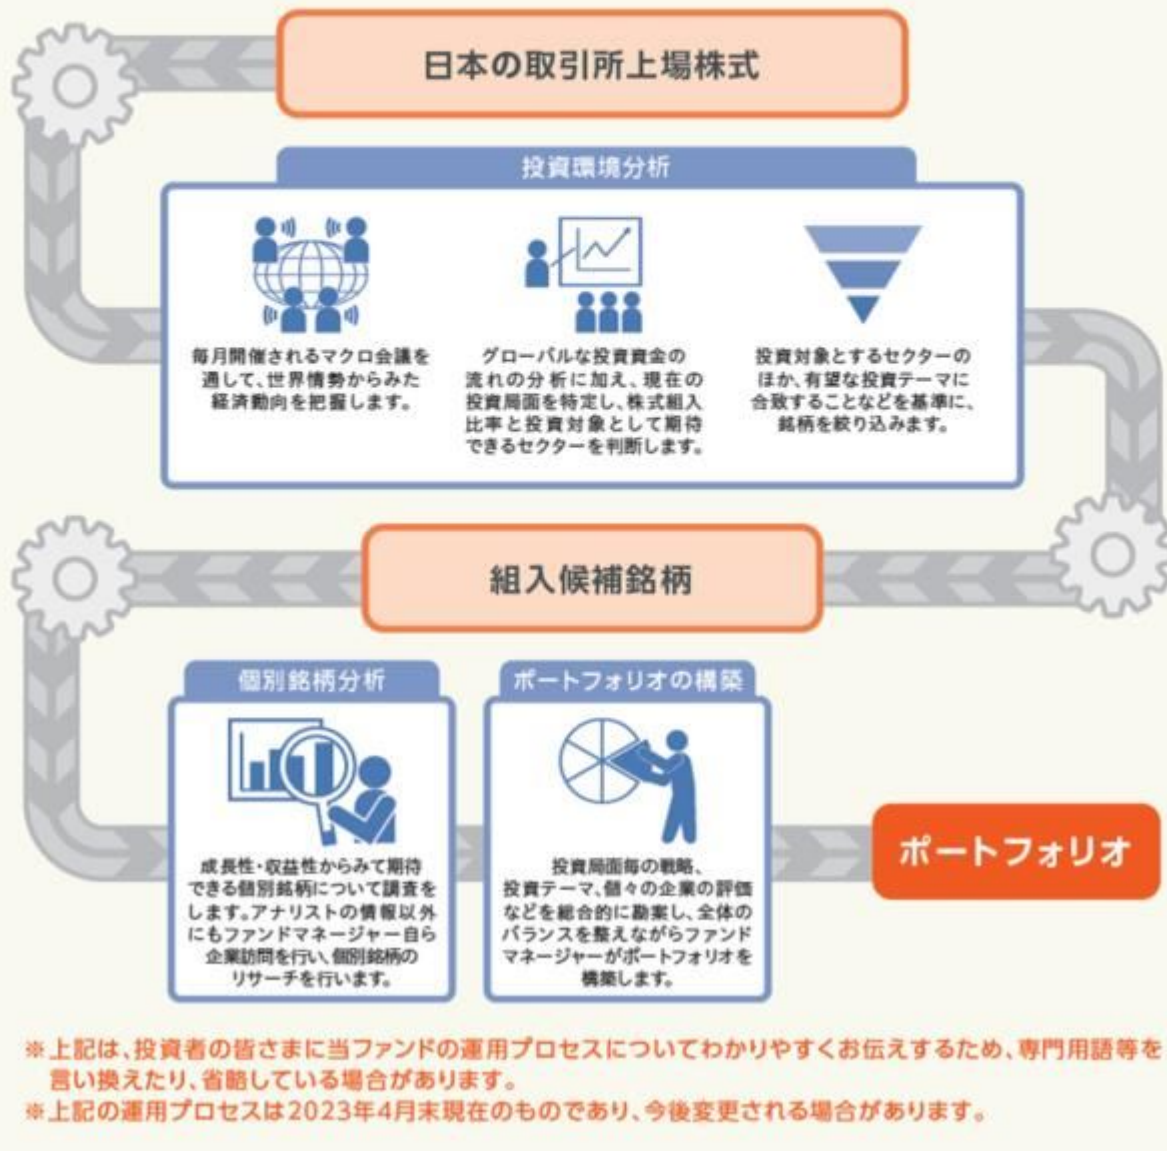 日本の取引所上場株式
投資環境分析
毎月開催されるマクロ会議を
通して、世界情勢からみた
経済動向を把握します。
グローバルな投資資金の
流れの分析に加え、現在の
投資局面を特定し、株式組入
比率と投資対象として期待
できるセクターを判断します。
投資対象とするセクターの
ほか、有望な投資テーマに
合致することなどを基準に、
銘柄を絞り込みます。
組入候補銘柄
個別銘柄分析
成長性・収益性からみて期待
できる個別銘柄について調査を
します。アナリストの情報以外
にもファンドマネージャー自ら
企業訪問を行い、個別銘柄の
リサーチを行います。
ポートフォリオの構築
投資局面毎の戦略、
投資テーマ、個々の企業の評価
などを総合的に勘案し、全体の
バランスを整えながらファンド
マネージャーがポートフォリオを
構築します。
ポートフォリオ
※上記は、投資者の皆さまに当ファンドの運用プロセスについてわかりやすくお伝えするため、専門用語等を
言い換えたり、省略している場合があります。
※上記の運用プロセスは2023年4月末現在のものであり、今後変更される場合があります。